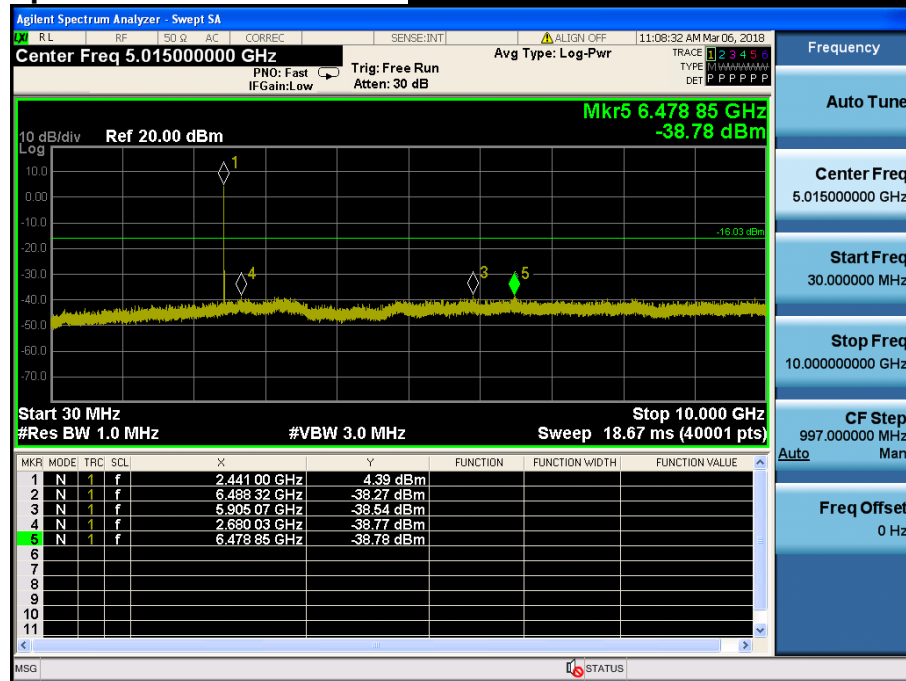 Agilent Spectrum Analyzer - Swept SA
LXI RL RF 50 Ω AC CORREC SENSE:INT ALIGN OFF 11:08:32 AM Mar 06, 2018
Center Freq 5.015000000 GHz
PNO: Fast
IFGain:Low
Trig: Free Run
Atten: 30 dB
Avg Type: Log-Pwr
TRACE 1 2 3 4 5 6
TYPE M W W W W W
DET P P P P P P
Mkr5 6.478 85 GHz
-38.78 dBm
10 dB/div Ref 20.00 dBm
Log
10.0
0.00
-10.0
-20.0
-30.0
-40.0
-50.0
-60.0
-70.0
1
-16.03 dBm
4
3
5
Start 30 MHz
Stop 10.000 GHz
#Res BW 1.0 MHz
#VBW 3.0 MHz
Sweep 18.67 ms (40001 pts)
MKR MODE TRC SCL X Y FUNCTION FUNCTION WIDTH FUNCTION VALUE
1 N 1 f 2.441 00 GHz 4.39 dBm
2 N 1 f 6.488 32 GHz -38.27 dBm
3 N 1 f 5.905 07 GHz -38.54 dBm
4 N 1 f 2.680 03 GHz -38.77 dBm
5 N 1 f 6.478 85 GHz -38.78 dBm
6
7
8
9
10
11
MSG
STATUS
Frequency
Auto Tune
Center Freq
5.015000000 GHz
Start Freq
30.000000 MHz
Stop Freq
10.000000000 GHz
CF Step
997.000000 MHz
Auto Man
Freq Offset
0 Hz